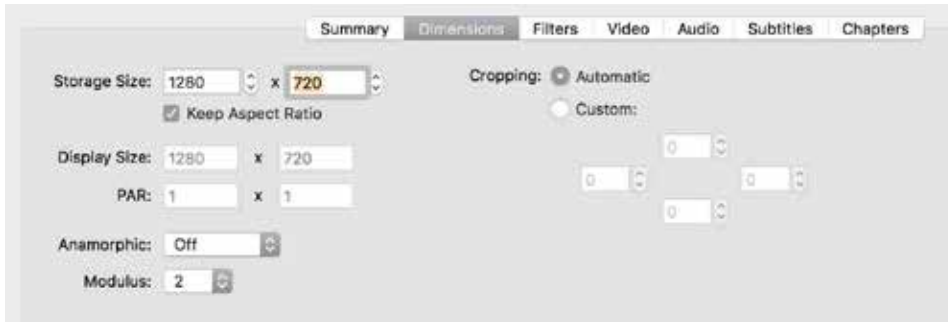 Summary Dimensions Filters Video Audio Subtitles Chapters
Storage Size: 1280 x 720
Keep Aspect Ratio
Display Size: 1280 x 720
PAR: 1 x 1
Anamorphic: Off
Modulus: 2
Cropping: Automatic
Custom:
0
0 0
0